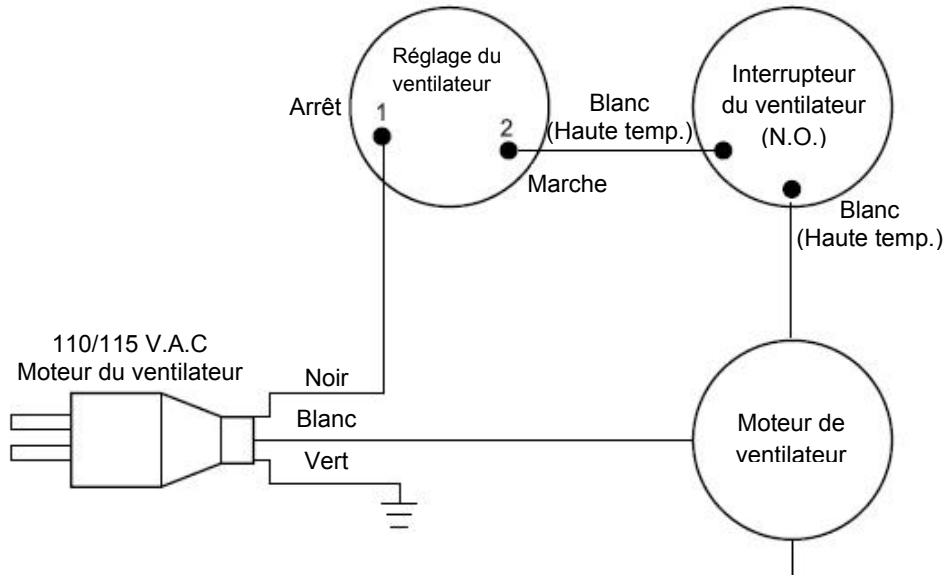 Réglage du
ventilateur
Arrêt
1
2
Marche
Blanc
(Haute temp.)
Interrupteur
du ventilateur
(N.O.)
Blanc
(Haute temp.)
110/115 V.A.C
Moteur du ventilateur
Noir
Blanc
Vert
Moteur de
ventilateur